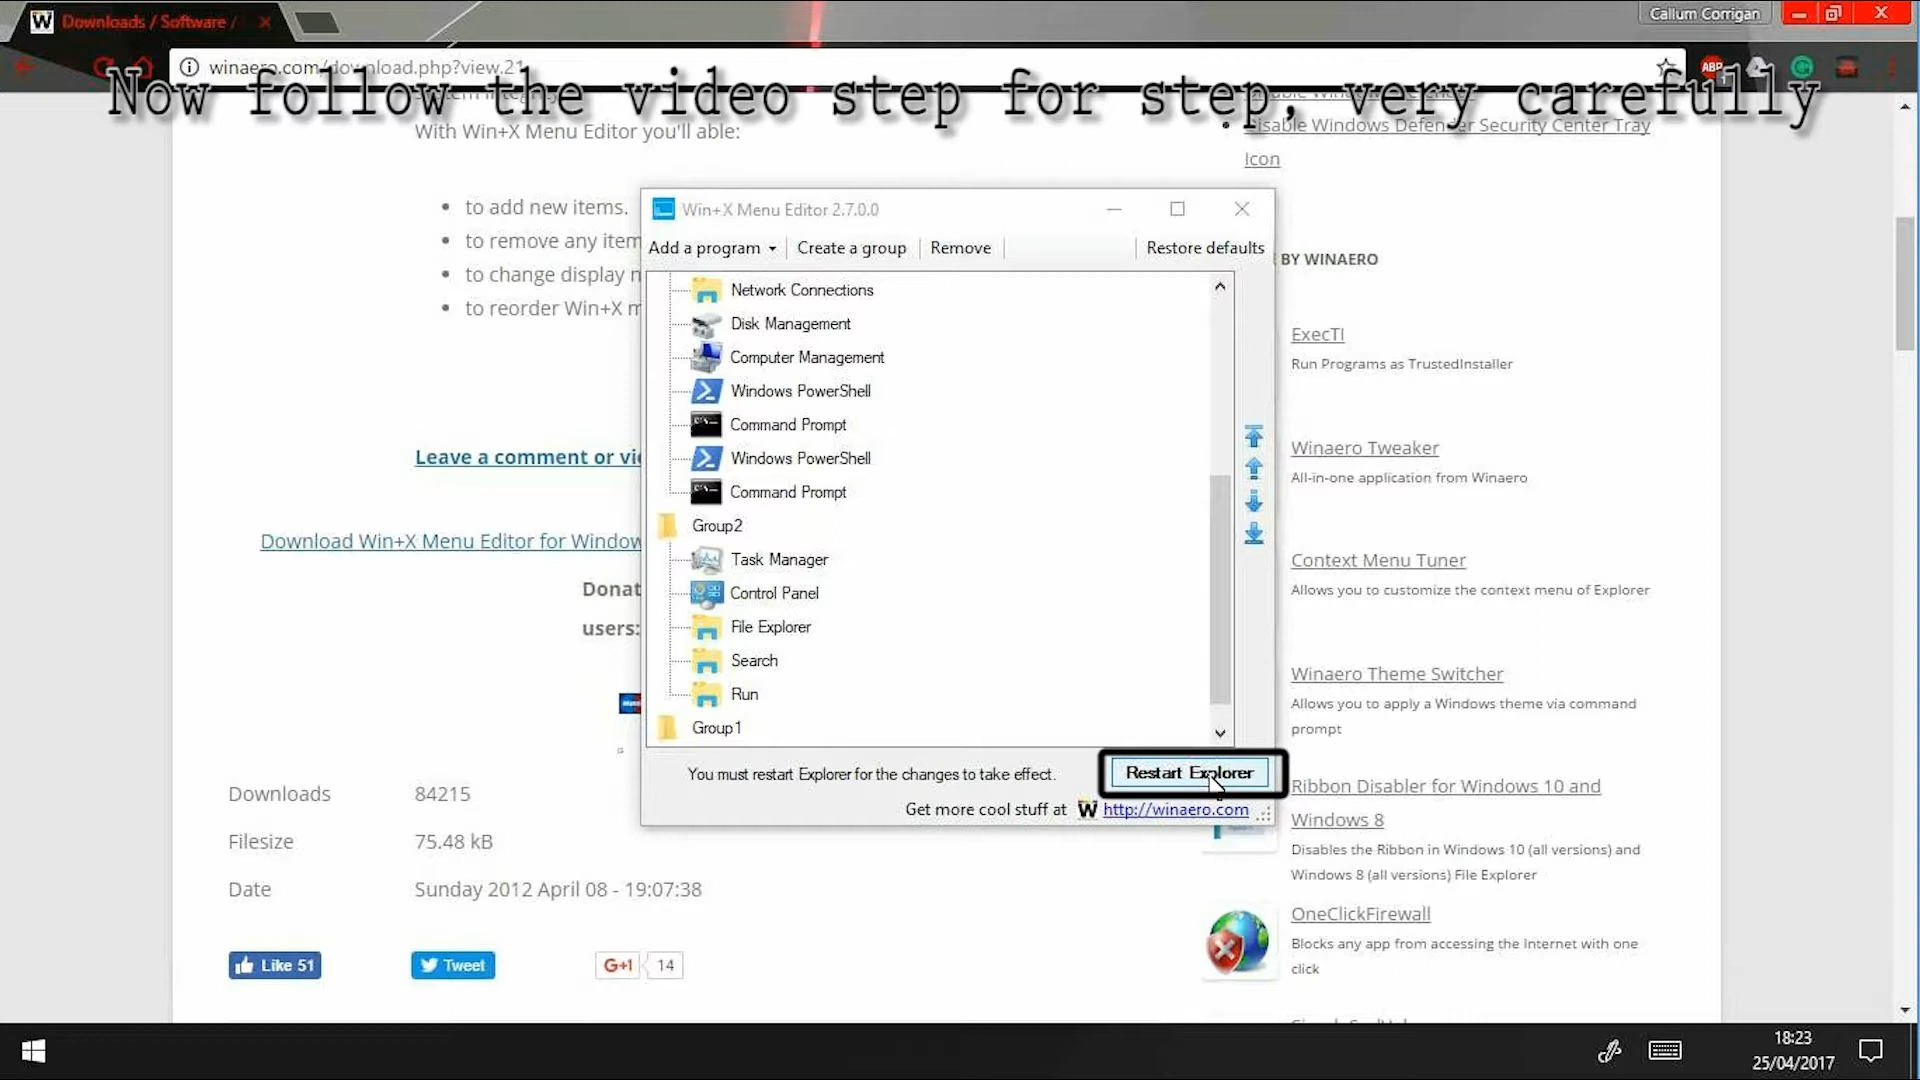 Downloads / Software /
Callum Corrigan
winaero.com/download.php?view.21
Now follow the video step for step, very carefully
With Win+X Menu Editor you'll able:
Disable Windows Defender Security Center Tray
Icon
to add new items.
to remove any item
to change display n
to reorder Win+X m
Win+X Menu Editor 2.7.0.0
Add a program
Create a group
Remove
Restore defaults
Network Connections
Disk Management
Computer Management
Windows PowerShell
Command Prompt
Windows PowerShell
Command Prompt
Group2
Task Manager
Control Panel
File Explorer
Search
Run
Group1
You must restart Explorer for the changes to take effect.
Restart Explorer
Get more cool stuff at
W http://winaero.com
Leave a comment or vi
Download Win+X Menu Editor for Window
Donat
users:
BY WINAERO
ExecTI
Run Programs as TrustedInstaller
Winaero Tweaker
All-in-one application from Winaero
Context Menu Tuner
Allows you to customize the context menu of Explorer
Winaero Theme Switcher
Allows you to apply a Windows theme via command
prompt
Ribbon Disabler for Windows 10 and
Windows 8
Disables the Ribbon in Windows 10 (all versions) and
Windows 8 (all versions) File Explorer
OneClickFirewall
Blocks any app from accessing the Internet with one
click
Downloads 84215
Filesize 75.48 kB
Date Sunday 2012 April 08 - 19:07:38
Like 51
Tweet
G+1 14
18:23
25/04/2017